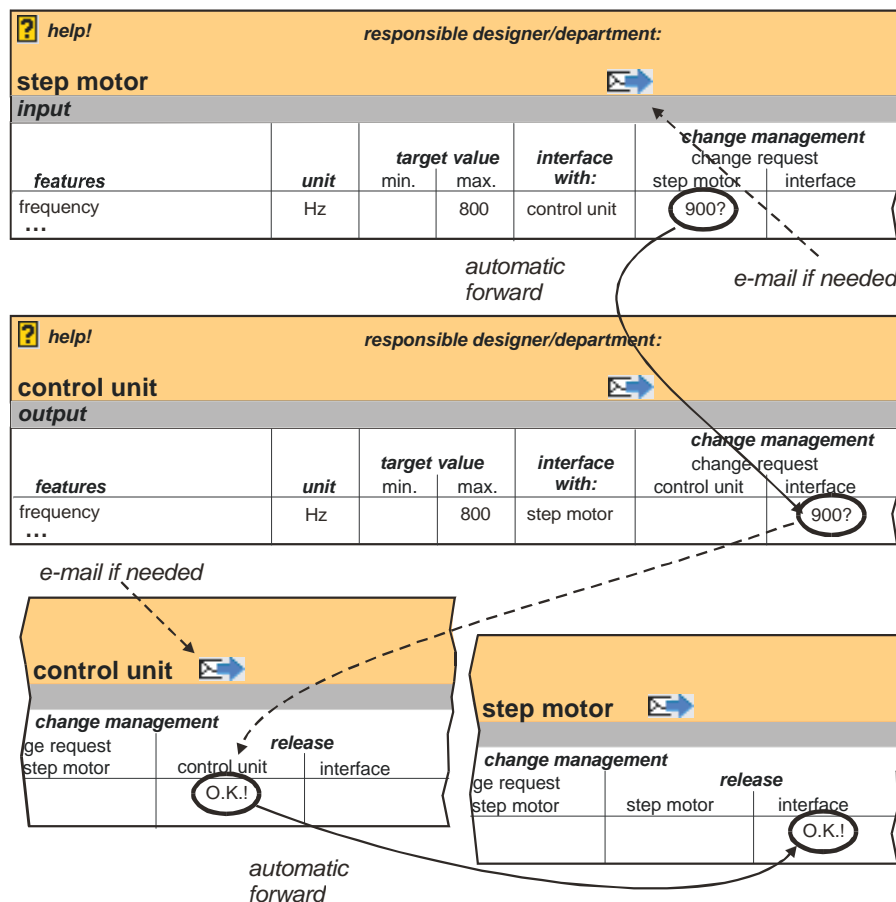 ? help! responsible designer/department:
step motor
input
change management
target value interface change request
features unit min. max. with: step motor interface
frequency Hz 800 control unit 900?
...
automatic
forward
e-mail if needed
? help! responsible designer/department:
control unit
output
change management
target value interface change request
features unit min. max. with: control unit interface
frequency Hz 800 step motor 900?
...
e-mail if needed
control unit
change management
ge request release
step motor control unit interface
O.K.!
step motor
change management
ge request release
step motor step motor interface
O.K.!
automatic
forward